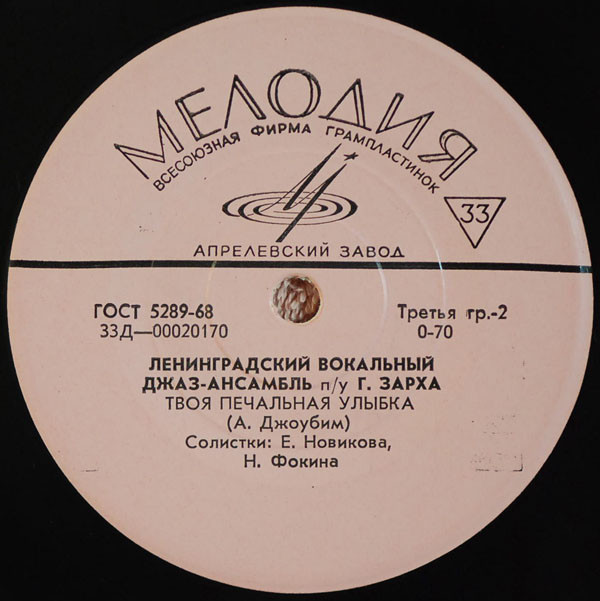 МЕЛОДИЯ
ВСЕСОЮЗНАЯ ФИРМА ГРАМПЛАСТИНОК
33
АПРЕЛЕВСКИЙ ЗАВОД
ГОСТ 5289-68
Третья гр.-2
33Д—00020170
0-70
ЛЕНИНГРАДСКИЙ ВОКАЛЬНЫЙ
ДЖАЗ-АНСАМБЛЬ п/у Г. ЗАРХА
ТВОЯ ПЕЧАЛЬНАЯ УЛЫБКА
(А. Джоубим)
Солистки: Е. Новикова,
Н. Фокина